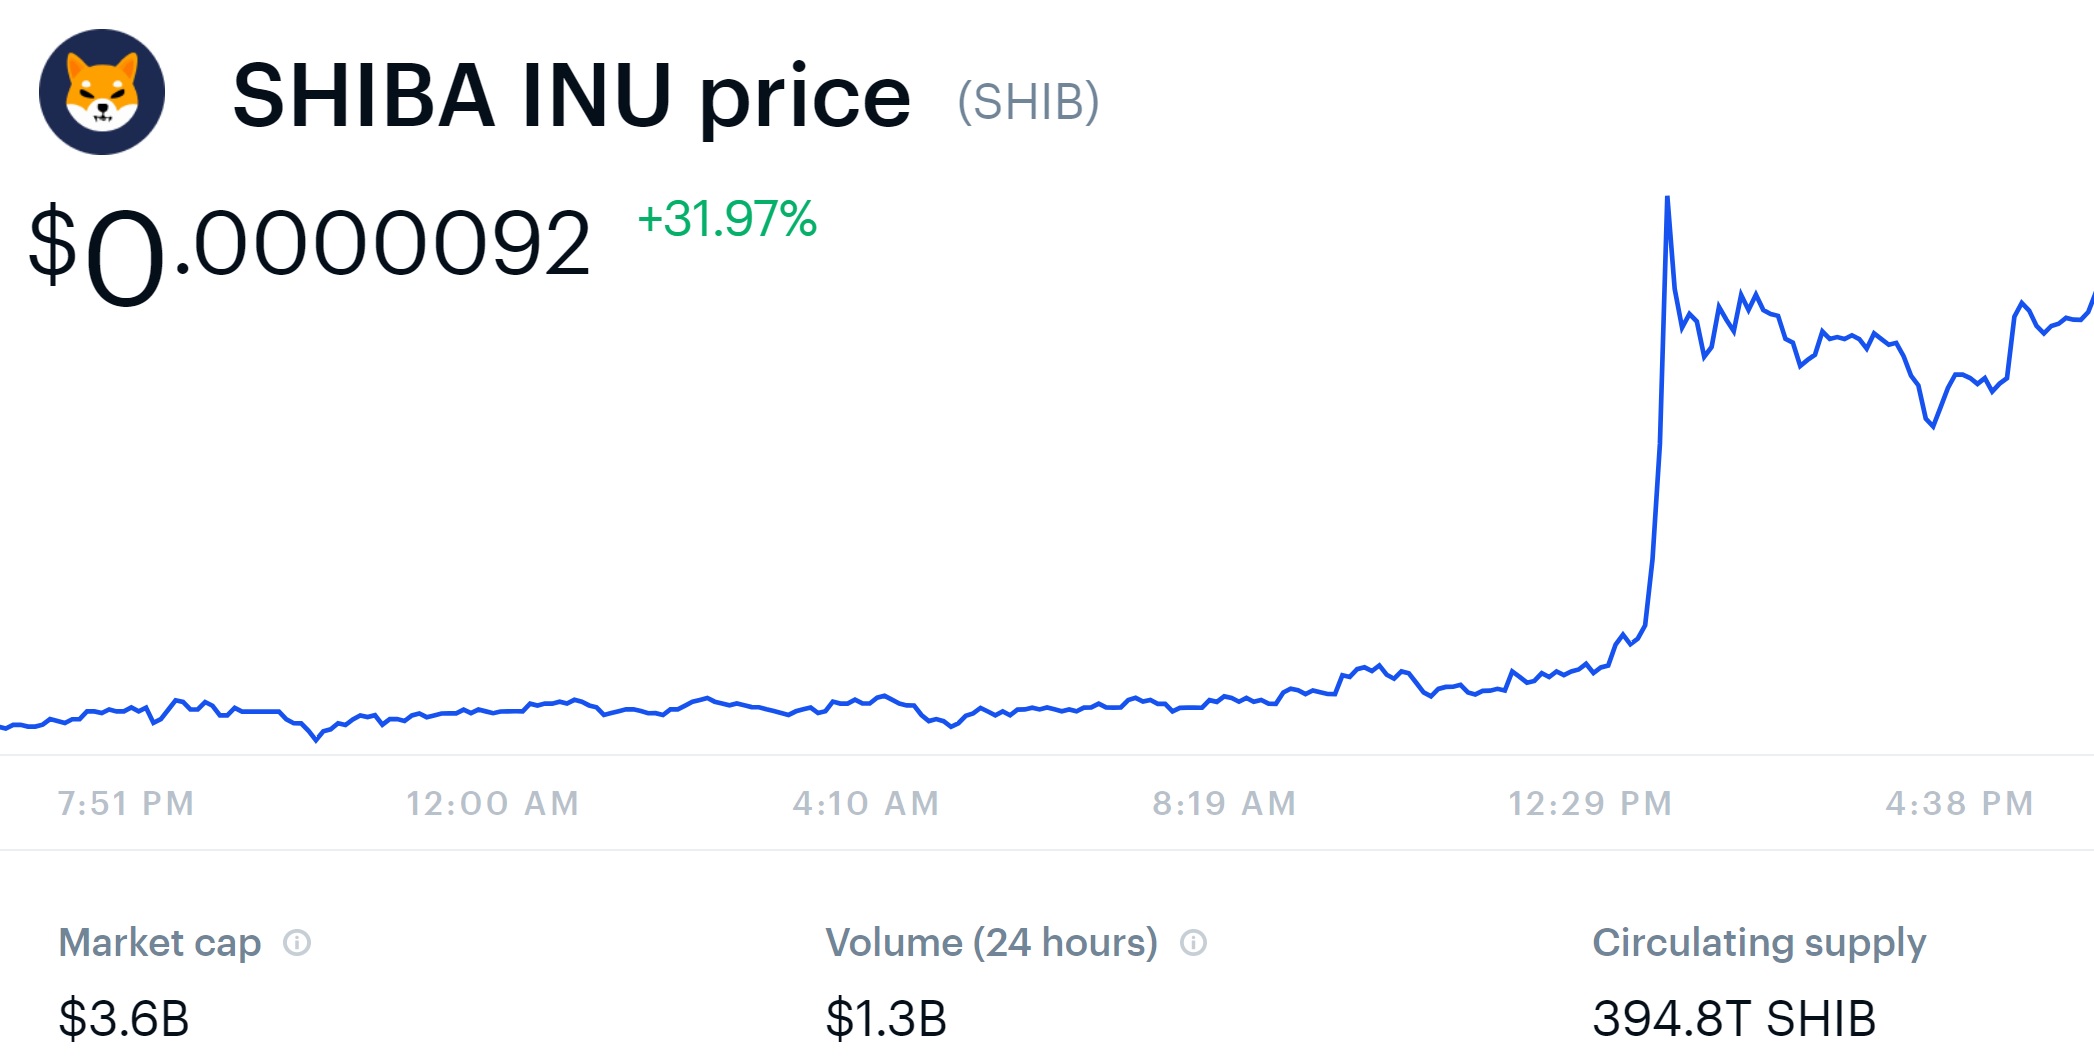 SHIBA INU price (SHIB)
$0.0000092 +31.97%
7:51 PM 12:00 AM 4:10 AM 8:19 AM 12:29 PM 4:38 PM
Market cap Volume (24 hours) Circulating supply
$3.6B $1.3B 394.8T SHIB